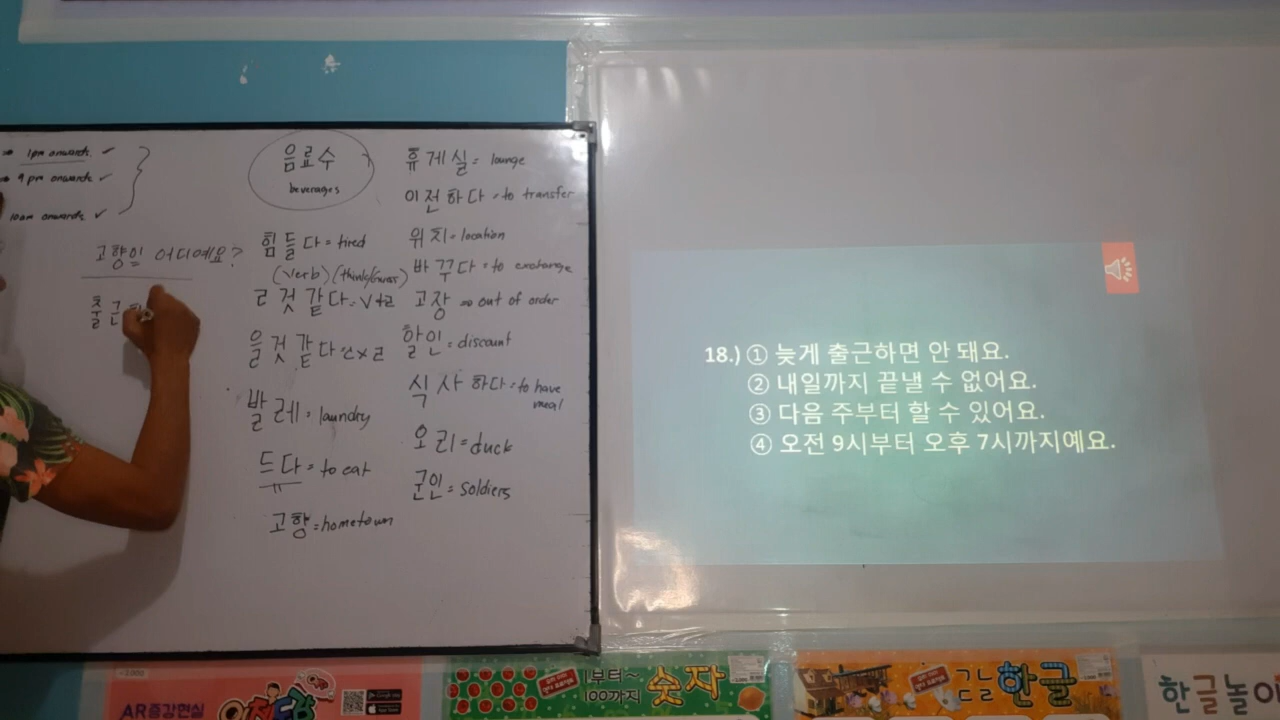 1pm onwards. ✓
9pm onwards ✓
10am onwards ✓
고향이 어디예요?
출근
음료수
beverages
힘들다 = tired
(verb) (think/guess)
ㄹ 것 같다 = V+ㄹ
을 것 같다
발레 = laundry
드다 = to eat
고향 = hometown
휴게실 = lounge
이전하다 = to transfer
위치 = location
바꾸다 = to exchange
고장 => out of order
할인 = discount
식사하다 = to have
meal
오리 = duck
군인 = soldiers
18.) ① 늦게 출근하면 안 돼요.
② 내일까지 끝낼 수 없어요.
③ 다음 주부터 할 수 있어요.
④ 오전 9시부터 오후 7시까지예요.
AR증강현실
1부터~
100까지 숫자
한글
한글놀이